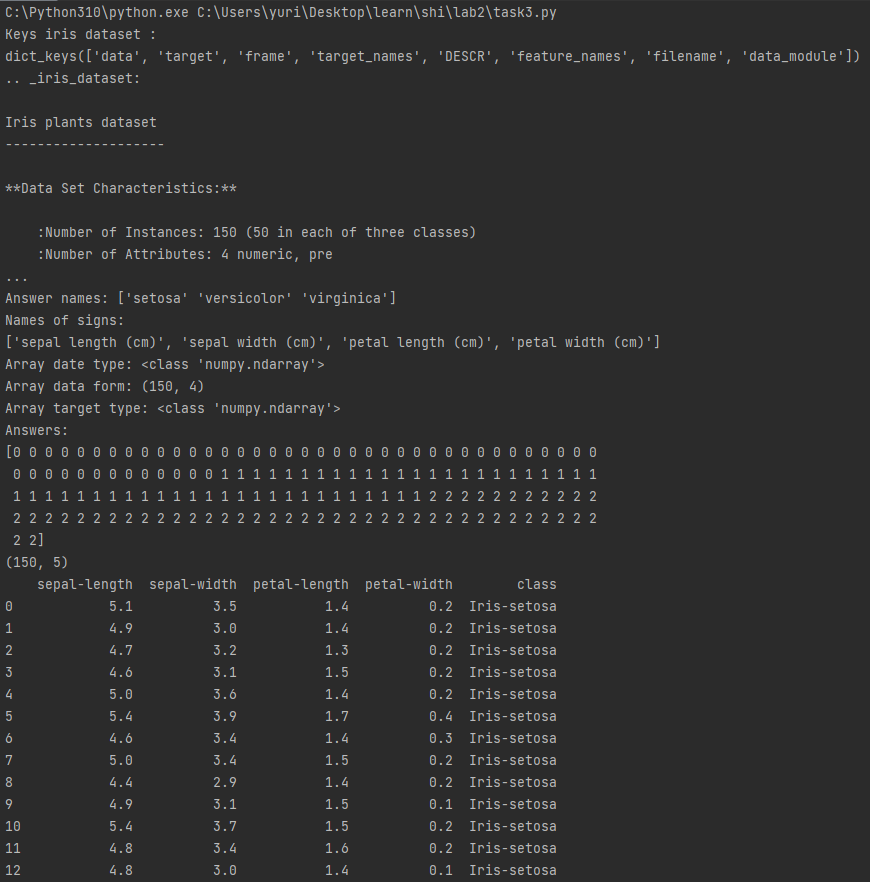 C:\Python310\python.exe C:\Users\yuri\Desktop\learn\shi\lab2\task3.py
Keys iris dataset :
dict_keys(['data', 'target', 'frame', 'target_names', 'DESCR', 'feature_names', 'filename', 'data_module'])
.. _iris_dataset:

Iris plants dataset
--------------------

**Data Set Characteristics:**

    :Number of Instances: 150 (50 in each of three classes)
    :Number of Attributes: 4 numeric, pre
...
Answer names: ['setosa' 'versicolor' 'virginica']
Names of signs:
['sepal length (cm)', 'sepal width (cm)', 'petal length (cm)', 'petal width (cm)']
Array date type: <class 'numpy.ndarray'>
Array data form: (150, 4)
Array target type: <class 'numpy.ndarray'>
Answers:
[0 0 0 0 0 0 0 0 0 0 0 0 0 0 0 0 0 0 0 0 0 0 0 0 0 0 0 0 0 0 0 0 0 0 0 0 0
 0 0 0 0 0 0 0 0 0 0 0 0 0 1 1 1 1 1 1 1 1 1 1 1 1 1 1 1 1 1 1 1 1 1 1 1 1
 1 1 1 1 1 1 1 1 1 1 1 1 1 1 1 1 1 1 1 1 1 1 1 1 1 1 2 2 2 2 2 2 2 2 2 2 2
 2 2 2 2 2 2 2 2 2 2 2 2 2 2 2 2 2 2 2 2 2 2 2 2 2 2 2 2 2 2 2 2 2 2 2 2 2
 2 2]
(150, 5)
    sepal-length  sepal-width  petal-length  petal-width        class
0            5.1          3.5           1.4          0.2  Iris-setosa
1            4.9          3.0           1.4          0.2  Iris-setosa
2            4.7          3.2           1.3          0.2  Iris-setosa
3            4.6          3.1           1.5          0.2  Iris-setosa
4            5.0          3.6           1.4          0.2  Iris-setosa
5            5.4          3.9           1.7          0.4  Iris-setosa
6            4.6          3.4           1.4          0.3  Iris-setosa
7            5.0          3.4           1.5          0.2  Iris-setosa
8            4.4          2.9           1.4          0.2  Iris-setosa
9            4.9          3.1           1.5          0.1  Iris-setosa
10           5.4          3.7           1.5          0.2  Iris-setosa
11           4.8          3.4           1.6          0.2  Iris-setosa
12           4.8          3.0           1.4          0.1  Iris-setosa